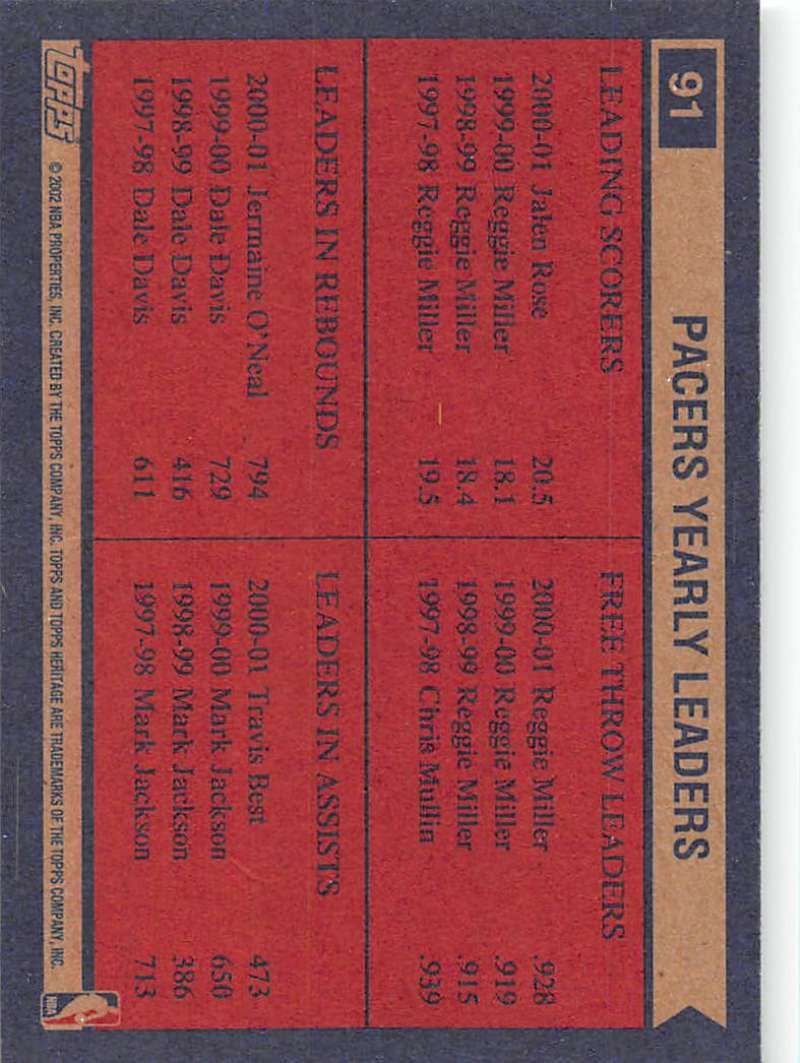 91
PACERS YEARLY LEADERS
LEADING SCORERS
2000-01 Jalen Rose 20.5
1999-00 Reggie Miller 18.1
1998-99 Reggie Miller 18.4
1997-98 Reggie Miller 19.5
FREE THROW LEADERS
2000-01 Reggie Miller .928
1999-00 Reggie Miller .919
1998-99 Reggie Miller .915
1997-98 Chris Mullin .939
LEADERS IN REBOUNDS
2000-01 Jermaine O'Neal 794
1999-00 Dale Davis 729
1998-99 Dale Davis 416
1997-98 Dale Davis 611
LEADERS IN ASSISTS
2000-01 Travis Best 473
1999-00 Mark Jackson 650
1998-99 Mark Jackson 386
1997-98 Mark Jackson 713
topps © 2002 NBA PROPERTIES, INC. CREATED BY THE TOPPS COMPANY, INC. TOPPS AND TOPPS HERITAGE ARE TRADEMARKS OF THE TOPPS COMPANY, INC.
NBA